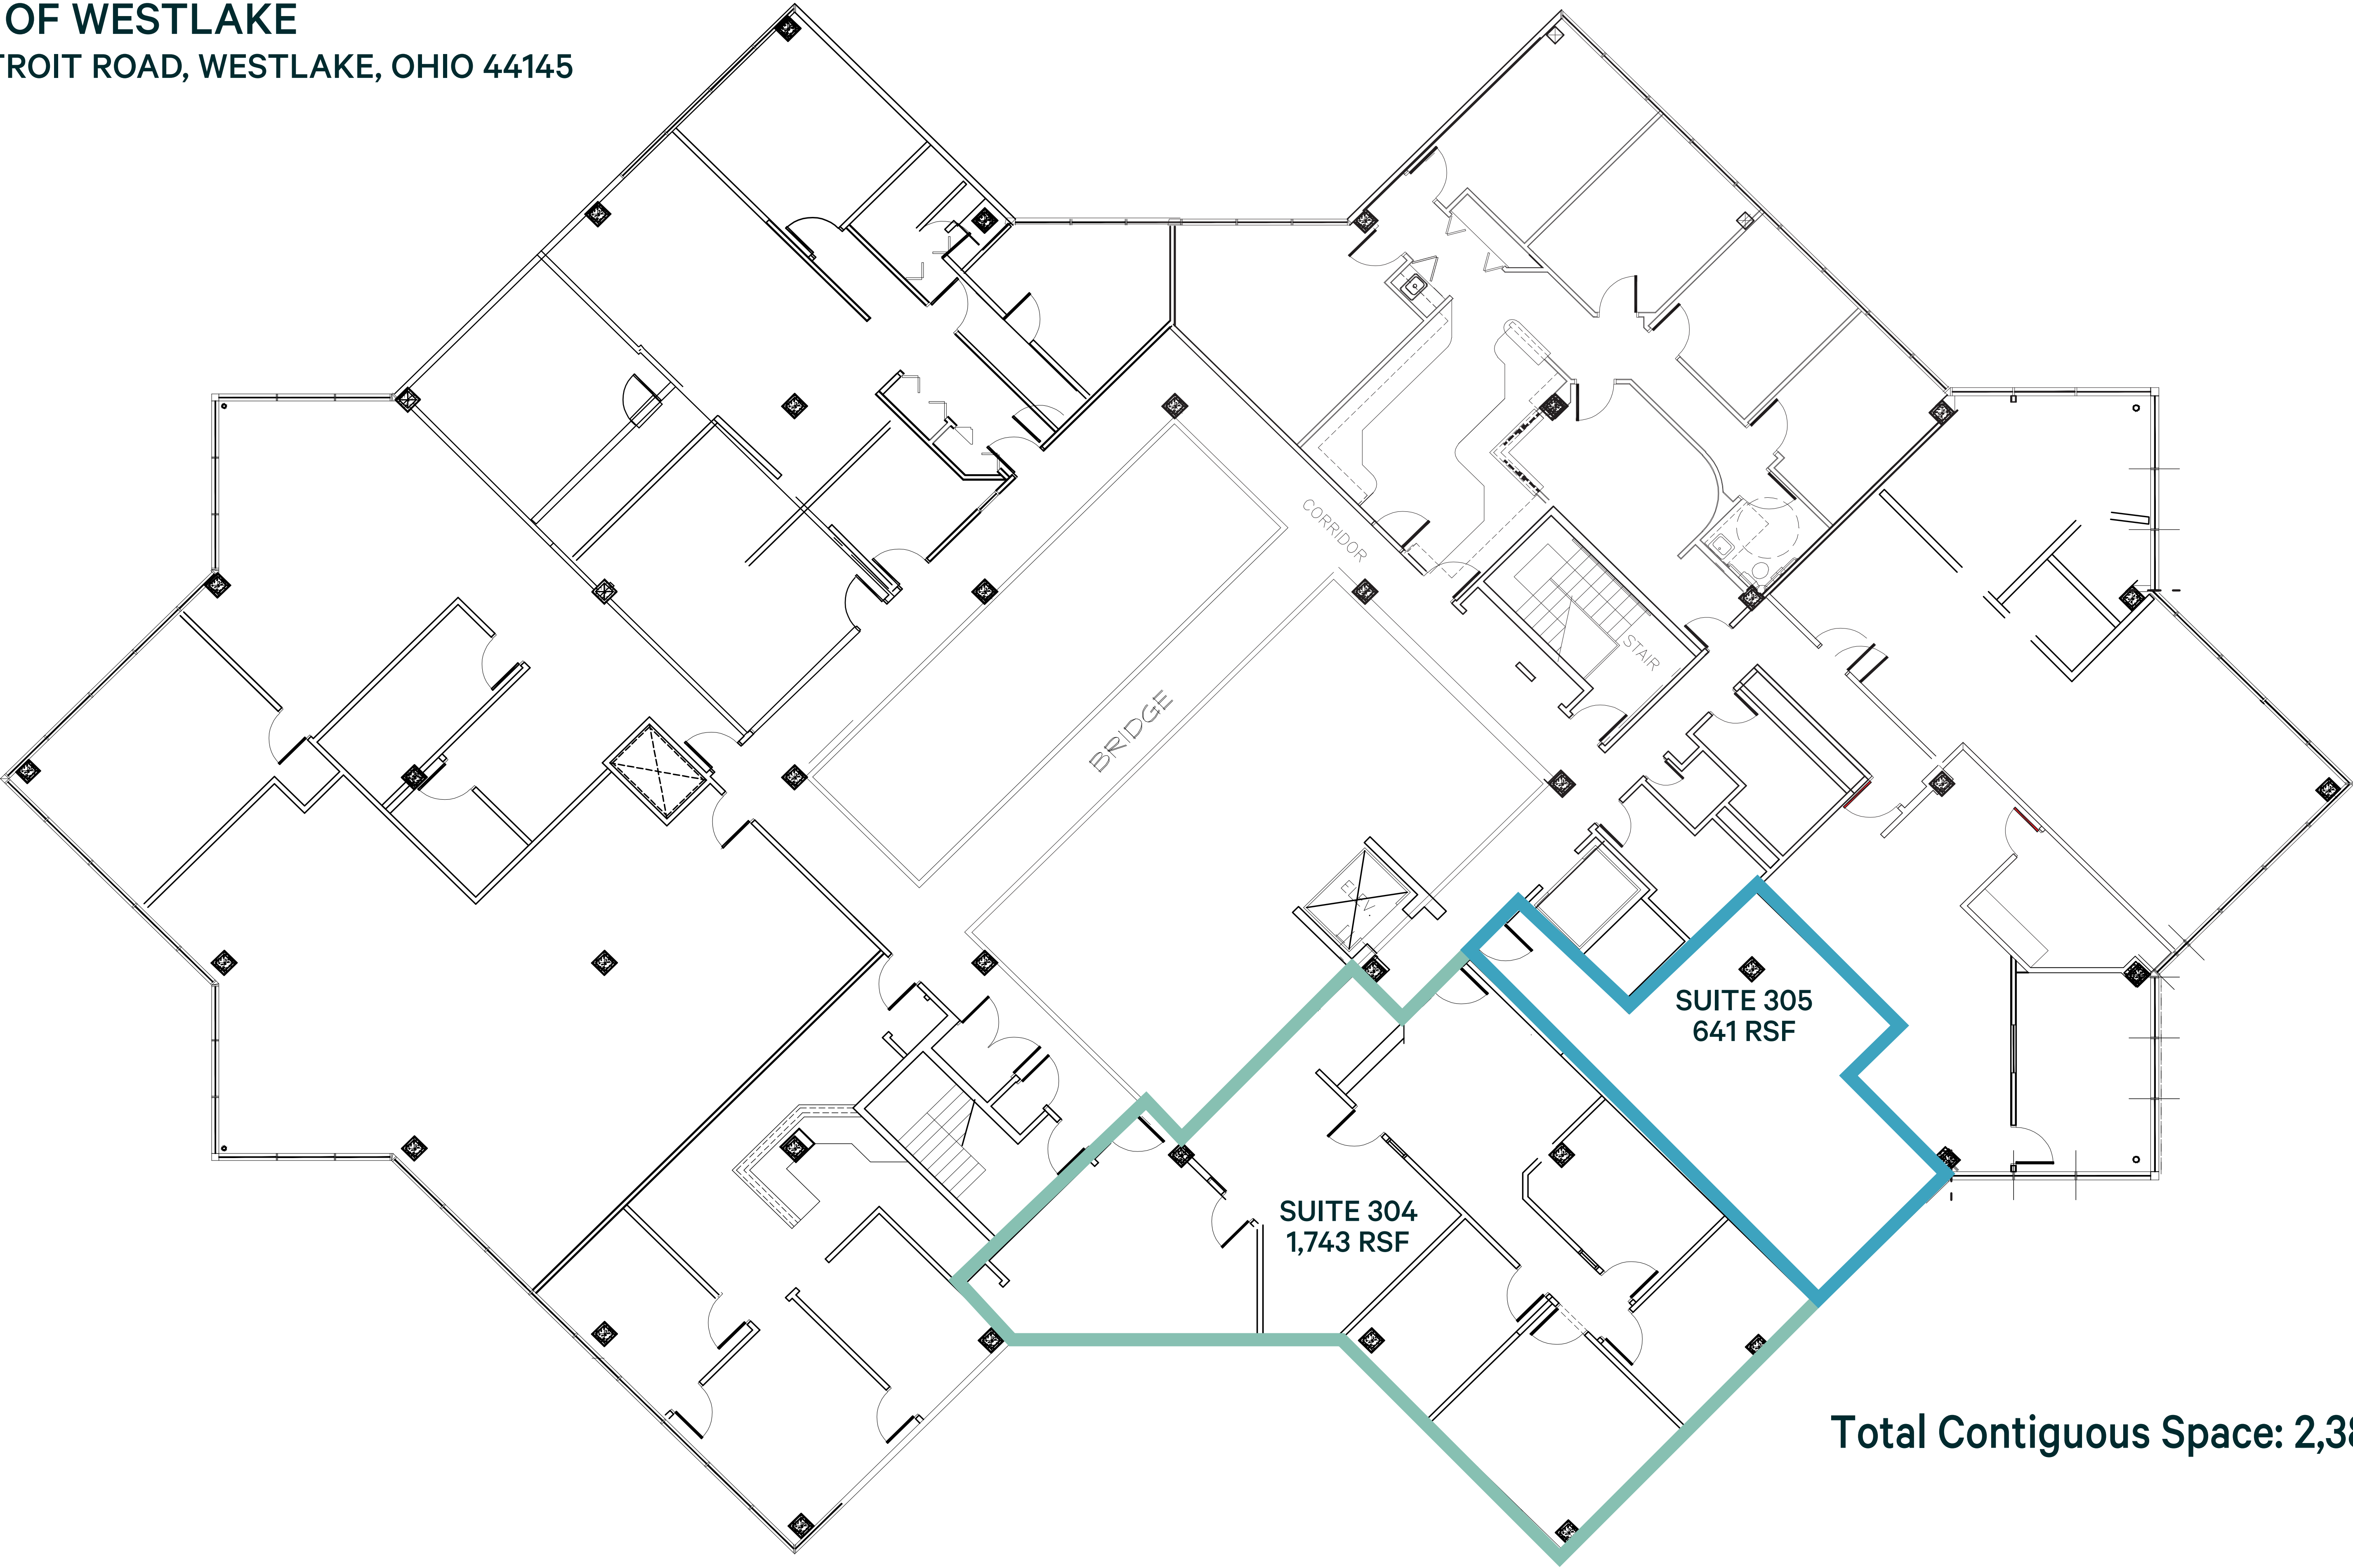 OF WESTLAKE
TROIT ROAD, WESTLAKE, OHIO 44145
CORRIDOR
STAIR
BRIDGE
ELEV.
SUITE 305
641 RSF
SUITE 304
1,743 RSF
Total Contiguous Space: 2,38